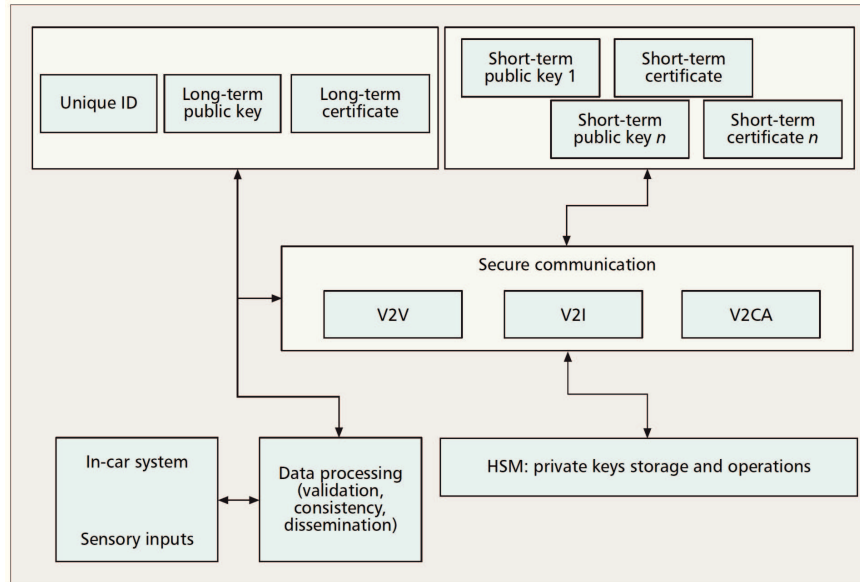 Unique ID
Long-term
public key
Long-term
certificate
Short-term
public key 1
Short-term
certificate
Short-term
public key n
Short-term
certificate n
Secure communication
V2V
V2I
V2CA
In-car system
Sensory inputs
Data processing
(validation,
consistency,
dissemination)
HSM: private keys storage and operations